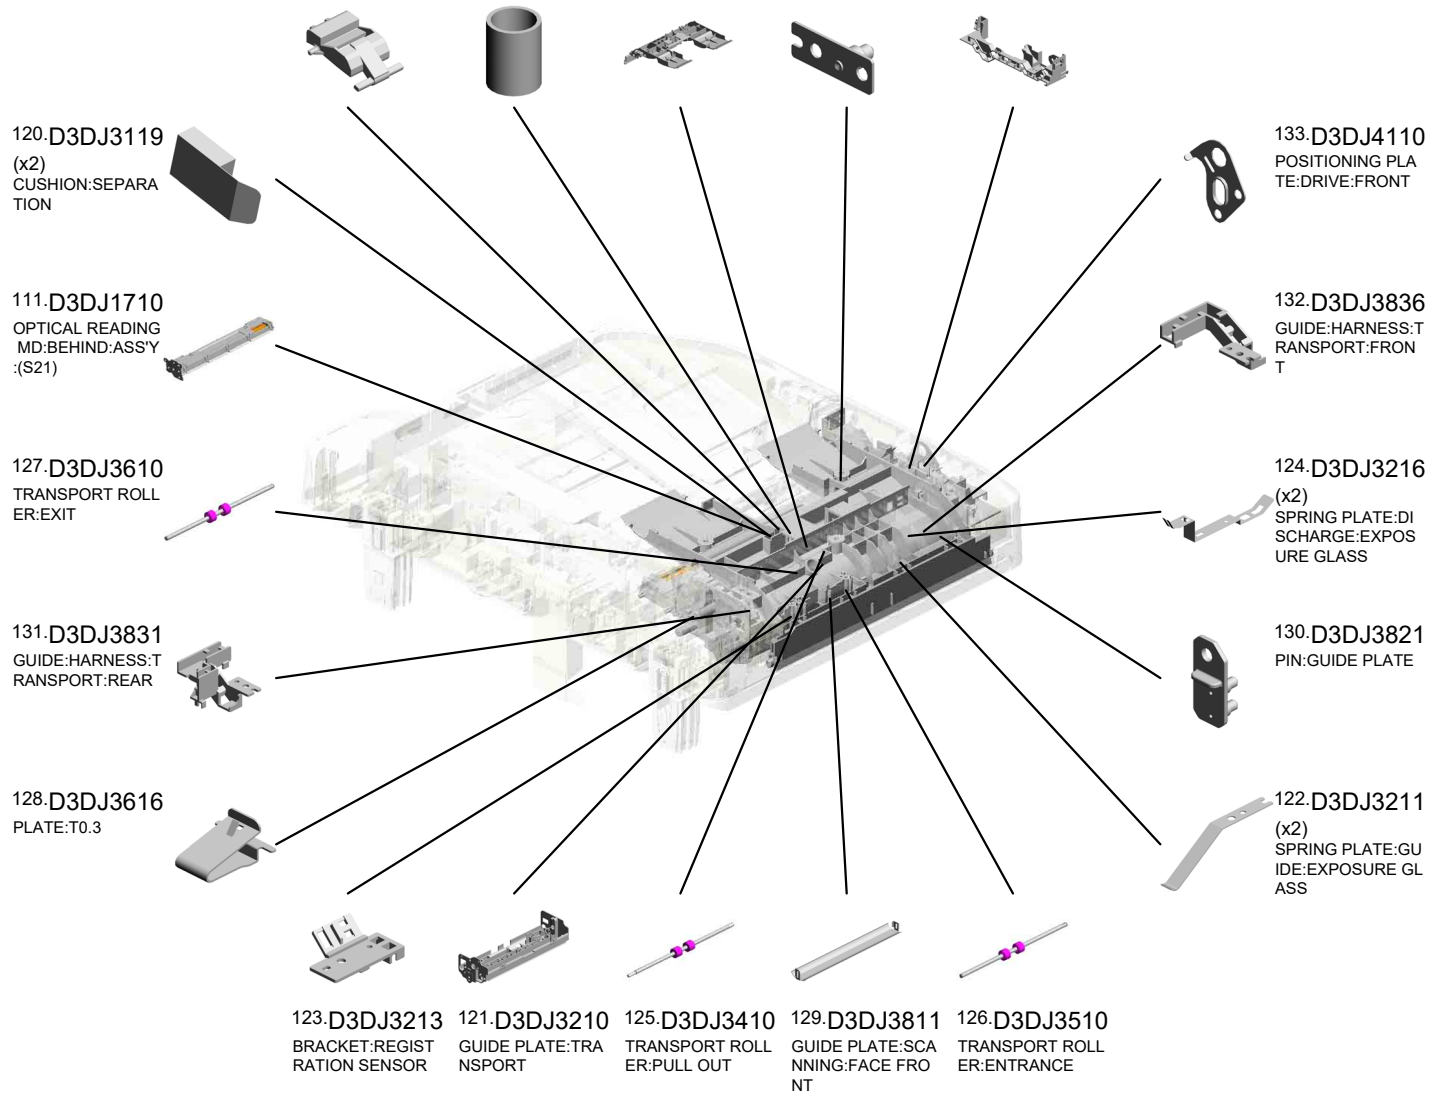 120.D3DJ3119
(x2)
CUSHION:SEPARA
TION
133.D3DJ4110
POSITIONING PLA
TE:DRIVE:FRONT
111.D3DJ1710
OPTICAL READING
MD:BEHIND:ASS'Y
:(S21)
132.D3DJ3836
GUIDE:HARNESS:T
RANSPORT:FRON
T
127.D3DJ3610
TRANSPORT ROLL
ER:EXIT
124.D3DJ3216
(x2)
SPRING PLATE:DI
SCHARGE:EXPOS
URE GLASS
131.D3DJ3831
GUIDE:HARNESS:T
RANSPORT:REAR
130.D3DJ3821
PIN:GUIDE PLATE
128.D3DJ3616
PLATE:T0.3
122.D3DJ3211
(x2)
SPRING PLATE:GU
IDE:EXPOSURE GL
ASS
123.D3DJ3213
BRACKET:REGIST
RATION SENSOR
121.D3DJ3210
GUIDE PLATE:TRA
NSPORT
125.D3DJ3410
TRANSPORT ROLL
ER:PULL OUT
129.D3DJ3811
GUIDE PLATE:SCA
NNING:FACE FRO
NT
126.D3DJ3510
TRANSPORT ROLL
ER:ENTRANCE